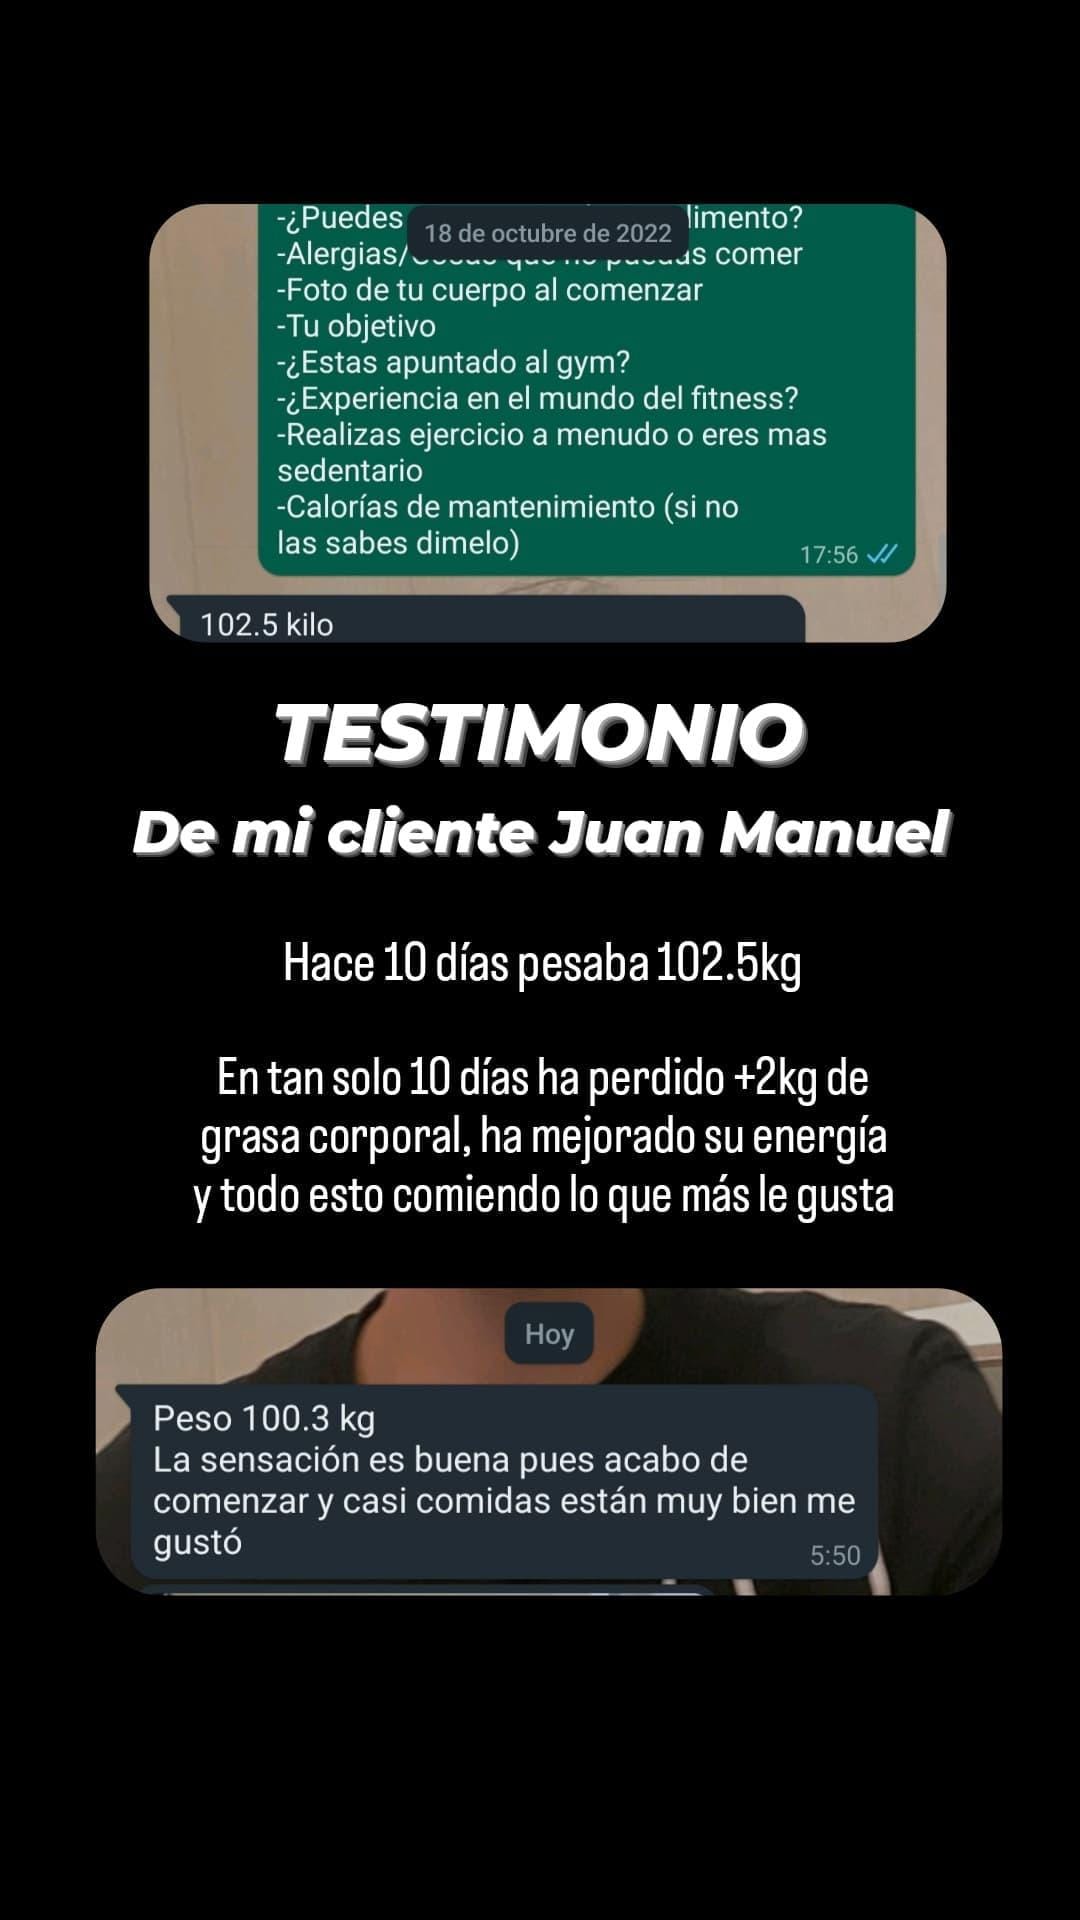 -¿Puedes limento?
18 de octubre de 2022
-Alergias/ comer
-Foto de tu cuerpo al comenzar
-Tu objetivo
-¿Estas apuntado al gym?
-¿Experiencia en el mundo del fitness?
-Realizas ejercicio a menudo o eres mas
sedentario
-Calorías de mantenimiento (si no
las sabes dimelo)
17:56
102.5 kilo
TESTIMONIO
De mi cliente Juan Manuel
Hace 10 días pesaba 102.5kg
En tan solo 10 días ha perdido +2kg de
grasa corporal, ha mejorado su energía
y todo esto comiendo lo que más le gusta
Hoy
Peso 100.3 kg
La sensación es buena pues acabo de
comenzar y casi comidas están muy bien me
gustó
5:50